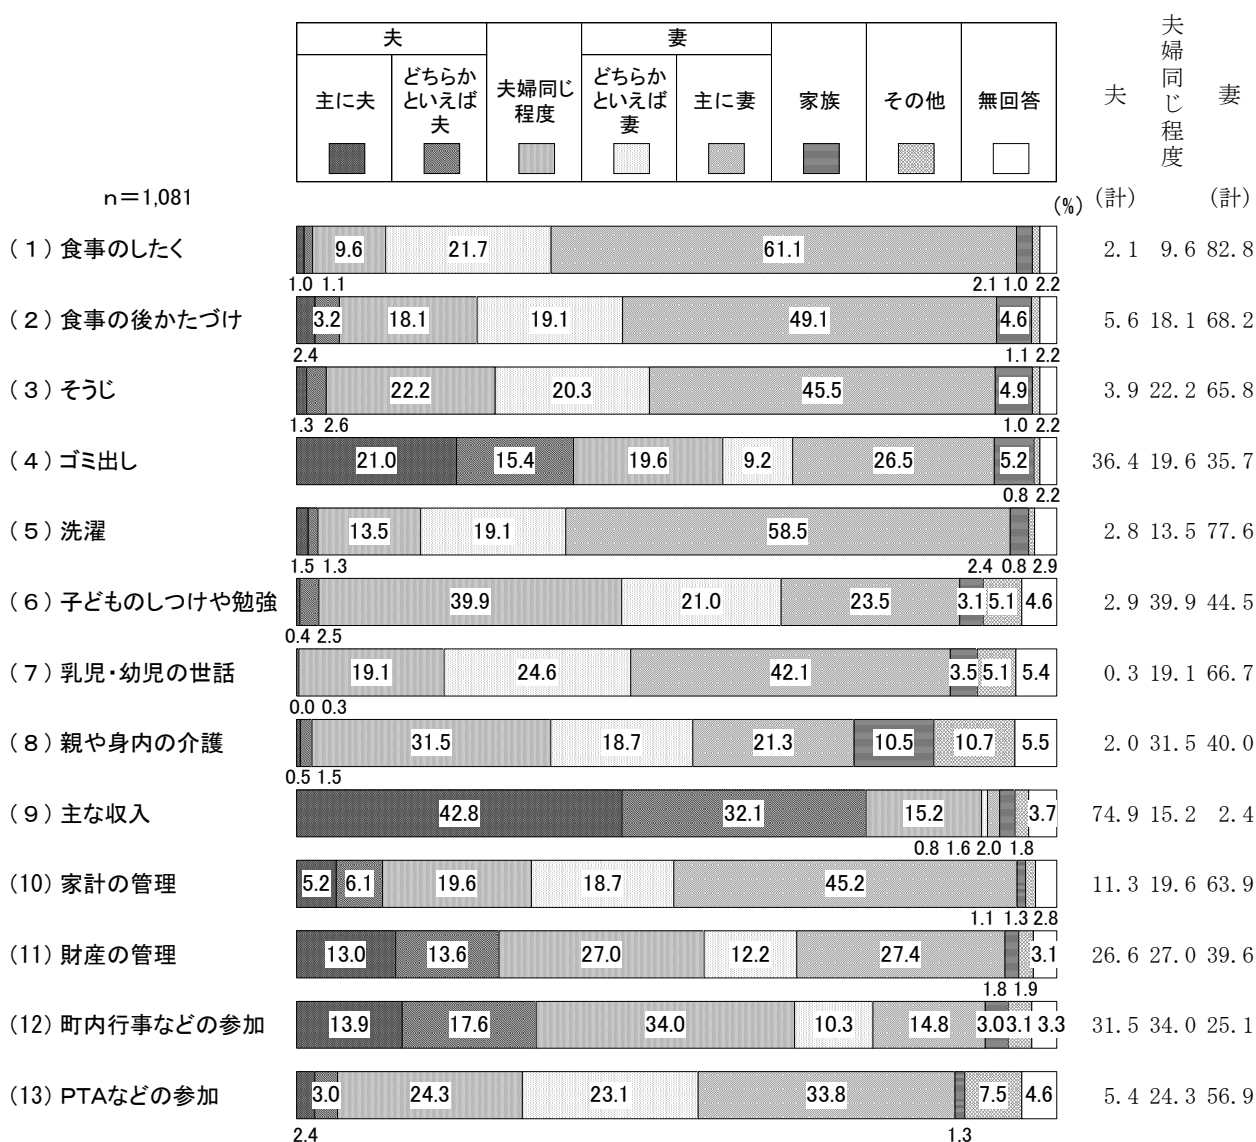 夫
妻
主に夫
どちらか
といえば
夫
夫婦同じ
程度
どちらか
といえば
妻
主に妻
家族
その他
無回答
夫
夫婦同じ程度
妻
n=1,081
(%)
(計)
(計)
(1)食事のしたく
9.6 21.7 61.1
2.1 9.6 82.8
1.0 1.1 2.1 1.0 2.2
(2)食事の後かたづけ
3.2 18.1 19.1 49.1 4.6
5.6 18.1 68.2
2.4 1.1 2.2
(3)そうじ
22.2 20.3 45.5 4.9
3.9 22.2 65.8
1.3 2.6 1.0 2.2
(4)ゴミ出し
21.0 15.4 19.6 9.2 26.5 5.2
36.4 19.6 35.7
0.8 2.2
(5)洗濯
13.5 19.1 58.5
2.8 13.5 77.6
1.5 1.3 2.4 0.8 2.9
(6)子どものしつけや勉強
39.9 21.0 23.5 3.1 5.1 4.6
2.9 39.9 44.5
0.4 2.5
(7)乳児・幼児の世話
19.1 24.6 42.1 3.5 5.1 5.4
0.3 19.1 66.7
0.0 0.3
(8)親や身内の介護
31.5 18.7 21.3 10.5 10.7 5.5
2.0 31.5 40.0
0.5 1.5
(9)主な収入
42.8 32.1 15.2 3.7
74.9 15.2 2.4
0.8 1.6 2.0 1.8
(10)家計の管理
5.2 6.1 19.6 18.7 45.2
11.3 19.6 63.9
1.1 1.3 2.8
(11)財産の管理
13.0 13.6 27.0 12.2 27.4 3.1
26.6 27.0 39.6
1.8 1.9
(12)町内行事などの参加
13.9 17.6 34.0 10.3 14.8 3.0 3.1 3.3
31.5 34.0 25.1
(13)PTAなどの参加
3.0 24.3 23.1 33.8 7.5 4.6
5.4 24.3 56.9
2.4 1.3